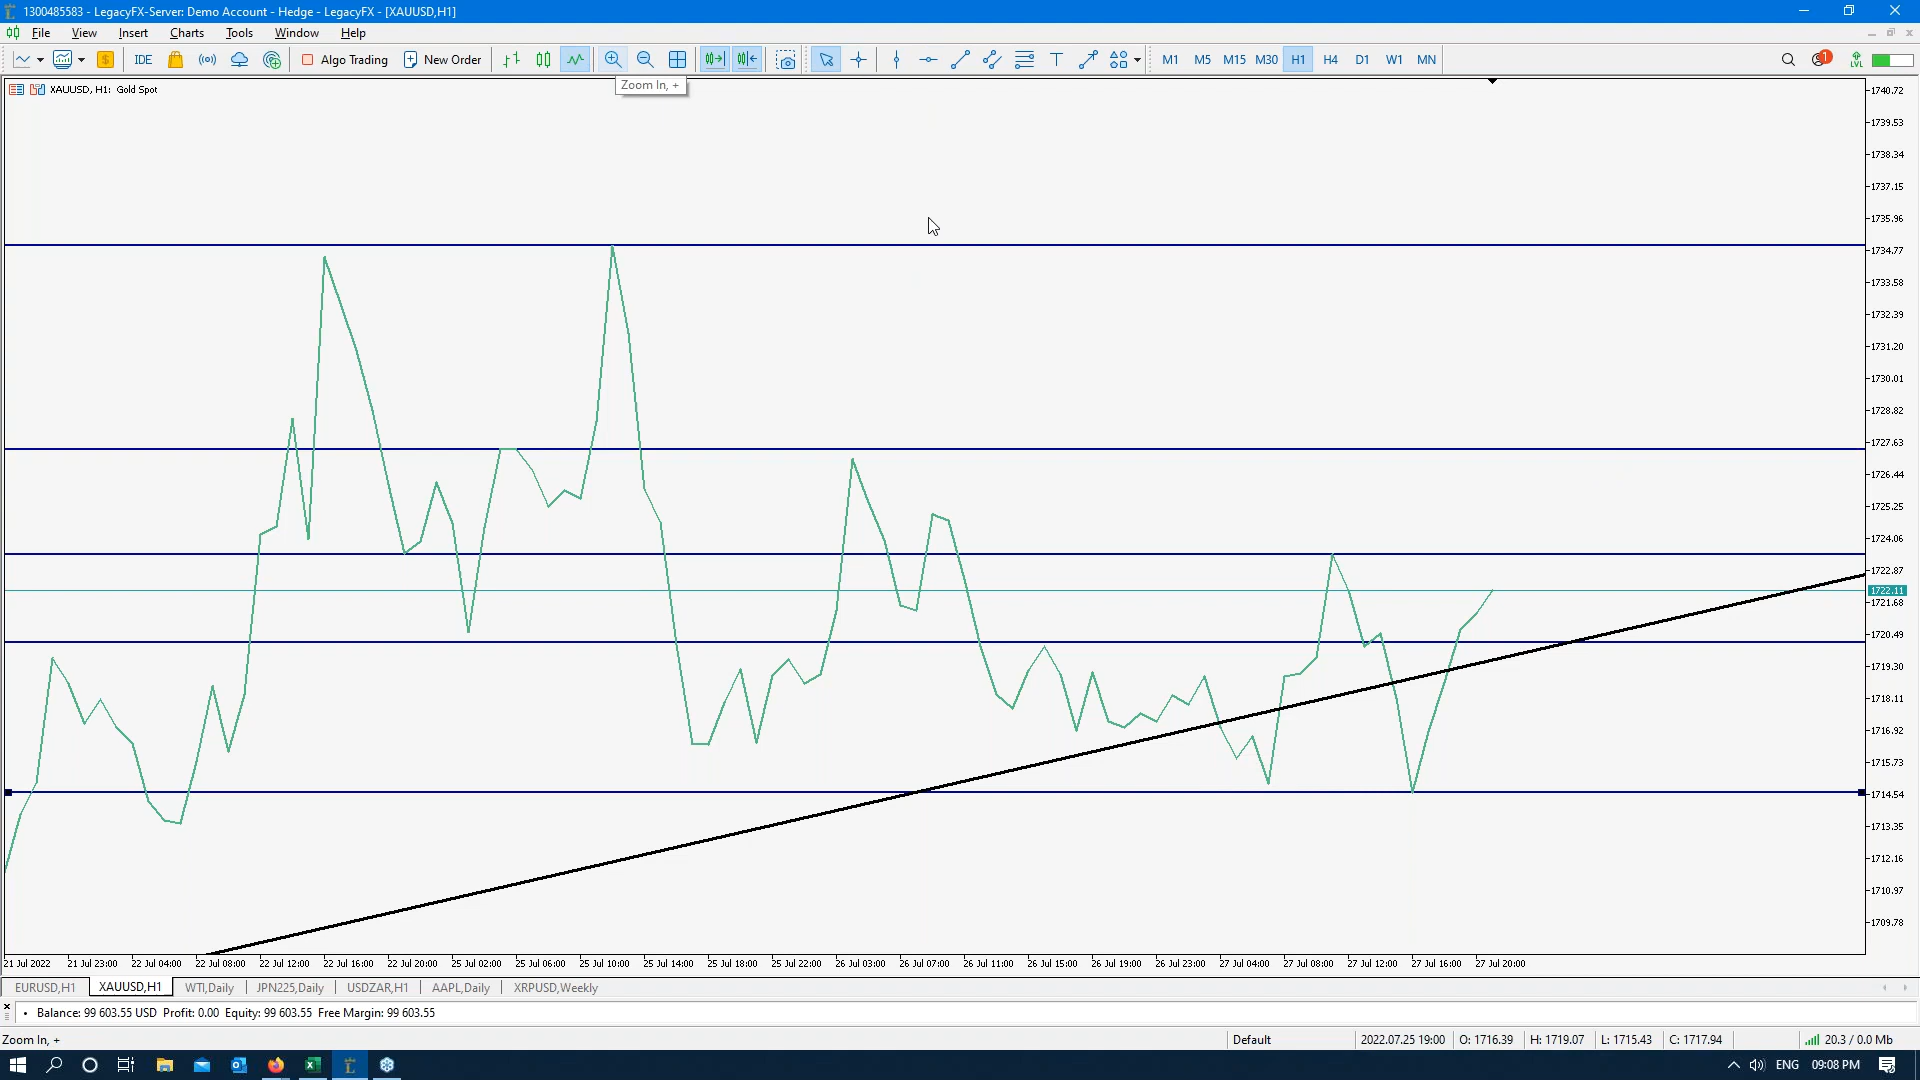 1300485583 - LegacyFX-Server: Demo Account - Hedge - LegacyFX - [XAUUSD,H1]
File View Insert Charts Tools Window Help
IDE Algo Trading New Order M1 M5 M15 M30 H1 H4 D1 W1 MN 1 LVL
Zoom In, +
XAUUSD, H1: Gold Spot
1740.72
1739.53
1738.34
1737.15
1735.96
1734.77
1733.58
1732.39
1731.20
1730.01
1728.82
1727.63
1726.44
1725.25
1724.06
1722.87
1722.11
1721.68
1720.49
1719.30
1718.11
1716.92
1715.73
1714.54
1713.35
1712.16
1710.97
1709.78
21 Jul 2022 21 Jul 23:00 22 Jul 04:00 22 Jul 08:00 22 Jul 12:00 22 Jul 16:00 22 Jul 20:00 25 Jul 02:00 25 Jul 06:00 25 Jul 10:00 25 Jul 14:00 25 Jul 18:00 25 Jul 22:00 26 Jul 03:00 26 Jul 07:00 26 Jul 11:00 26 Jul 15:00 26 Jul 19:00 26 Jul 23:00 27 Jul 04:00 27 Jul 08:00 27 Jul 12:00 27 Jul 16:00 27 Jul 20:00
EURUSD,H1 XAUUSD,H1 WTI,Daily JPN225,Daily USDZAR,H1 AAPL,Daily XRPUSD,Weekly
• Balance: 99 603.55 USD Profit: 0.00 Equity: 99 603.55 Free Margin: 99 603.55
Zoom In, + Default 2022.07.25 19:00 O: 1716.39 H: 1719.07 L: 1715.43 C: 1717.94 20.3 / 0.0 Mb
ENG 09:08 PM